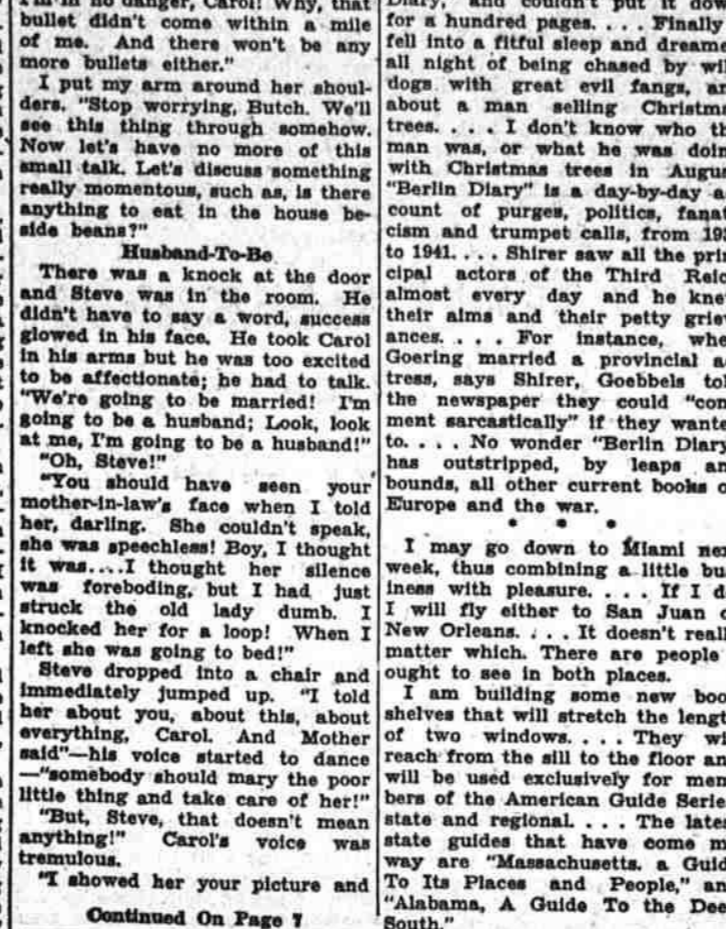 I'm in no danger, Carol! Why, that
bullet didn't come within a mile
of me. And there won't be any
more bullets either."
I put my arm around her shoul-
ders. "Stop worrying, Butch. We'll
see this thing through somehow.
Now let's have no more of this
small talk. Let's discuss something
really momentous, such as, is there
anything to eat in the house be-
side beans?"
Husband-To-Be
There was a knock at the door
and Steve was in the room. He
didn't have to say a word, success
glowed in his face. He took Carol
in his arms but he was too excited
to be affectionate; he had to talk.
"We're going to be married! I'm
going to be a husband; Look, look
at me, I'm going to be a husband!"
"Oh, Steve!"
"You should have seen your
mother-in-law's face when I told
her, darling. She couldn't speak,
she was speechless! Boy, I thought
it was....I thought her silence
was foreboding, but I had just
struck the old lady dumb. I
knocked her for a loop! When I
left she was going to bed!"
Steve dropped into a chair and
immediately jumped up. "I told
her about you, about this, about
everything, Carol. And Mother
said"—his voice started to dance
—"somebody should mary the poor
little thing and take care of her!"
"But, Steve, that doesn't mean
anything!" Carol's voice was
tremulous.
"I showed her your picture and
Continued On Page 7
Diary, and couldn't put it dow
for a hundred pages. . . . Finally
fell into a fitful sleep and dream
all night of being chased by wil
dogs with great evil fangs, an
about a man selling Christm
trees. . . . I don't know who th
man was, or what he was doin
with Christmas trees in Augus
"Berlin Diary" is a day-by-day a
count of purges, politics, fana
cism and trumpet calls, from 193
to 1941. . . . Shirer saw all the prin
cipal actors of the Third Reic
almost every day and he kne
their aims and their petty griev
ances. . . . For instance, whe
Goering married a provincial a
tress, says Shirer, Goebbels to
the newspaper they could "com
ment sarcastically" if they wante
to. . . . No wonder "Berlin Diary
has outstripped, by leaps an
bounds, all other current books o
Europe and the war.
* * *
I may go down to Miami nex
week, thus combining a little bu
iness with pleasure. . . . If I d
I will fly either to San Juan o
New Orleans. . . . It doesn't reall
matter which. There are people
ought to see in both places.
I am building some new boo
shelves that will stretch the lengt
of two windows. . . . They wi
reach from the sill to the floor an
will be used exclusively for mem
bers of the American Guide Serie
state and regional. . . . The lates
state guides that have come m
way are "Massachusetts. a Guid
To Its Places and People," an
"Alabama, A Guide To the Dee
South."